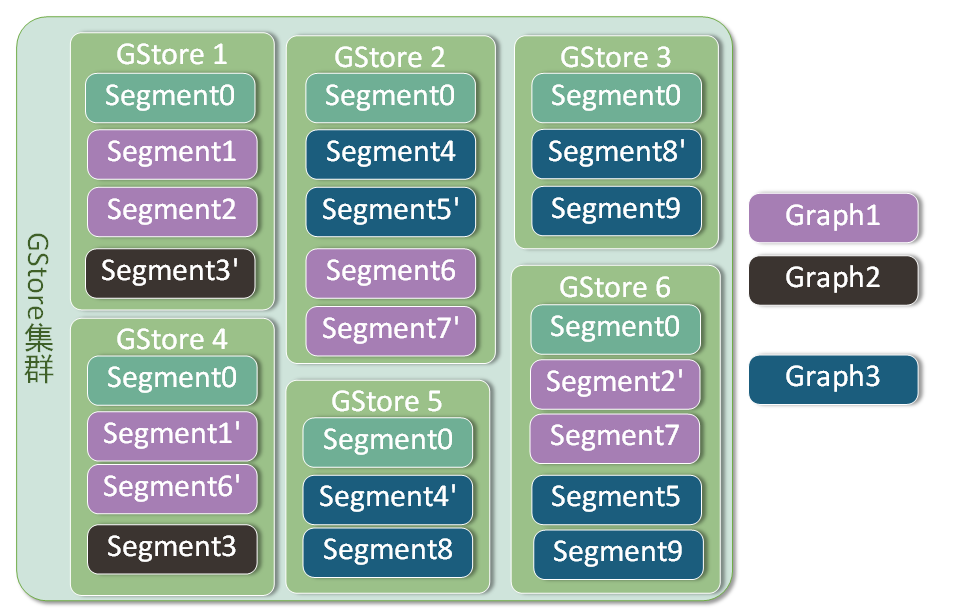 GStore集群
GStore 1
Segment0
Segment1
Segment2
Segment3'
GStore 2
Segment0
Segment4
Segment5'
Segment6
Segment7'
GStore 3
Segment0
Segment8'
Segment9
GStore 4
Segment0
Segment1'
Segment6'
Segment3
GStore 5
Segment0
Segment4'
Segment8
GStore 6
Segment0
Segment2'
Segment7
Segment5
Segment9
Graph1
Graph2
Graph3